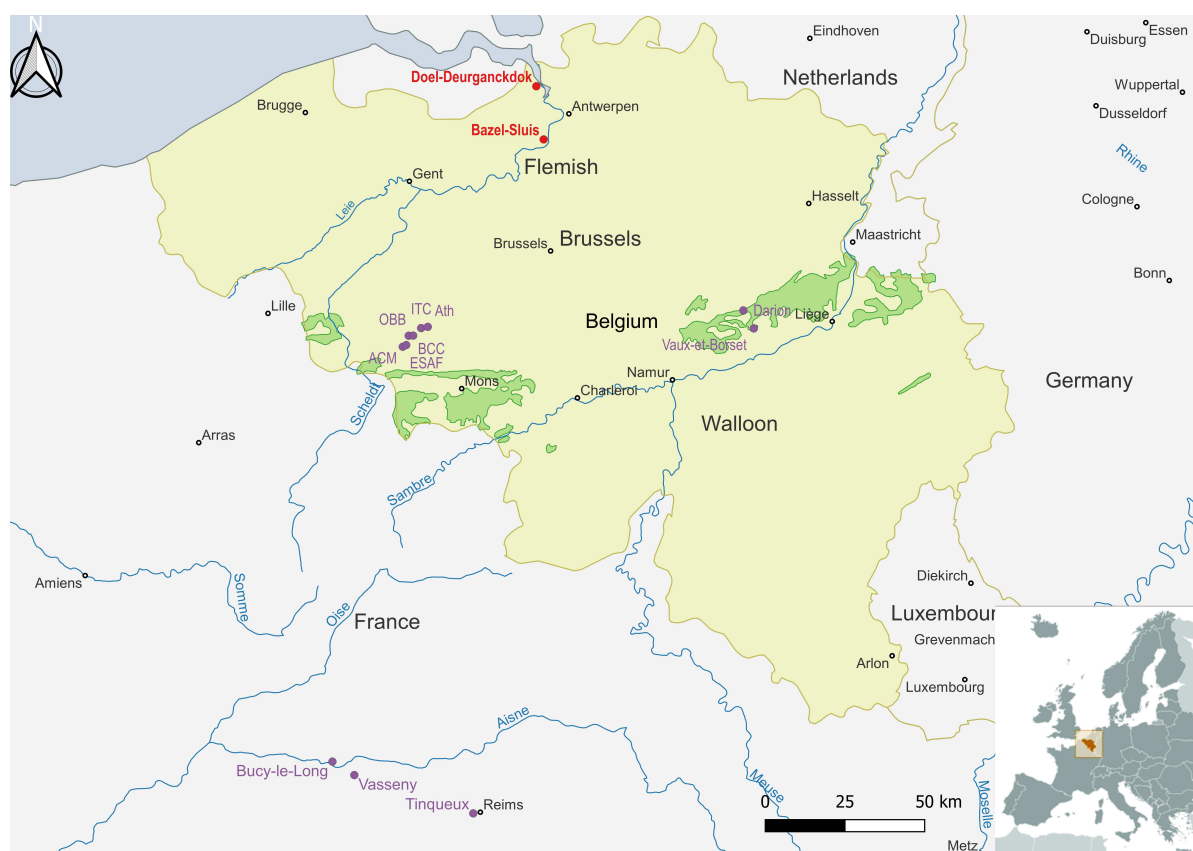 N
Essen
Eindhoven
Duisburg
Doel-Deurganckdok
Netherlands
Wuppertal
Brugge
Antwerpen
Dusseldorf
Bazel-Sluis
Rhine
Flemish
Gent
Hasselt
Cologne
Leie
Maastricht
Brussels
Brussels
Bonn
Lille
ITC Ath
Darion
OBB
Belgium
Liège
BCC
Vaux-et-Borset
ACM
ESAF
Namur
Mons
Charleroi
Germany
Scheldt
Walloon
Arras
Sambre
Amiens
Somme
Diekirch
Oise
France
Luxembour
Grevenmach
Arlon
Luxembourg
Aisne
Bucy-le-Long
Vasseny
Meuse
Moselle
Tinqueux
Reims
0 25 50 km
Metz